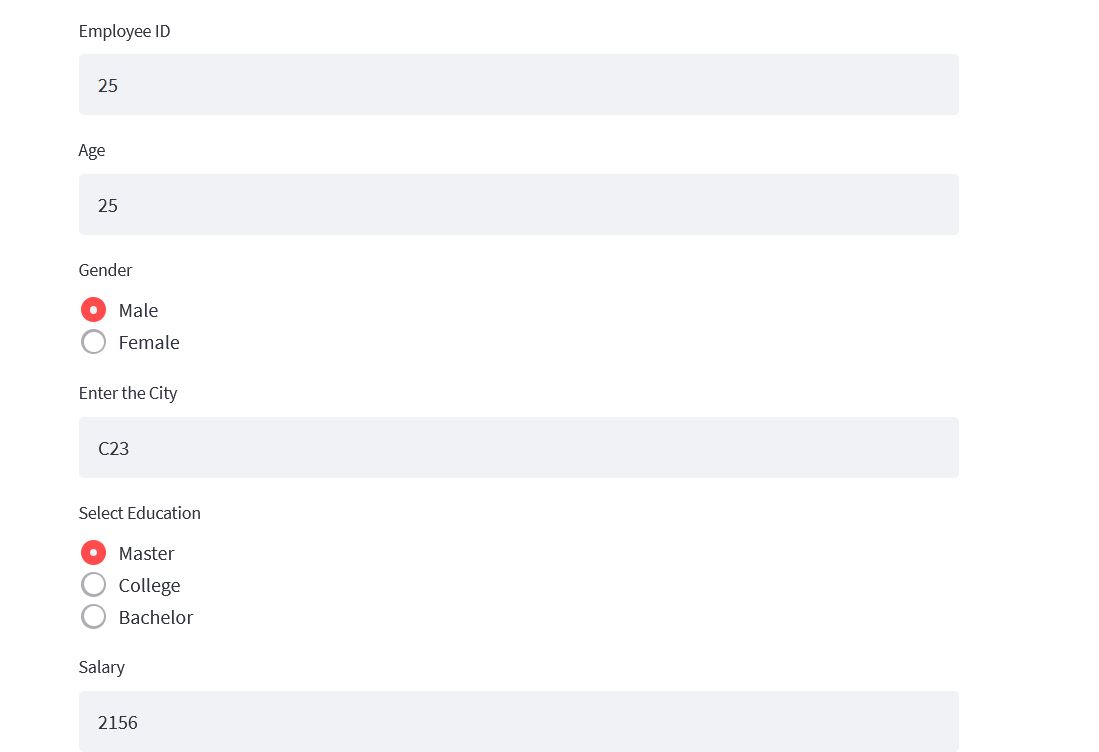 Employee ID
25
Age
25
Gender
Male
Female
Enter the City
C23
Select Education
Master
College
Bachelor
Salary
2156